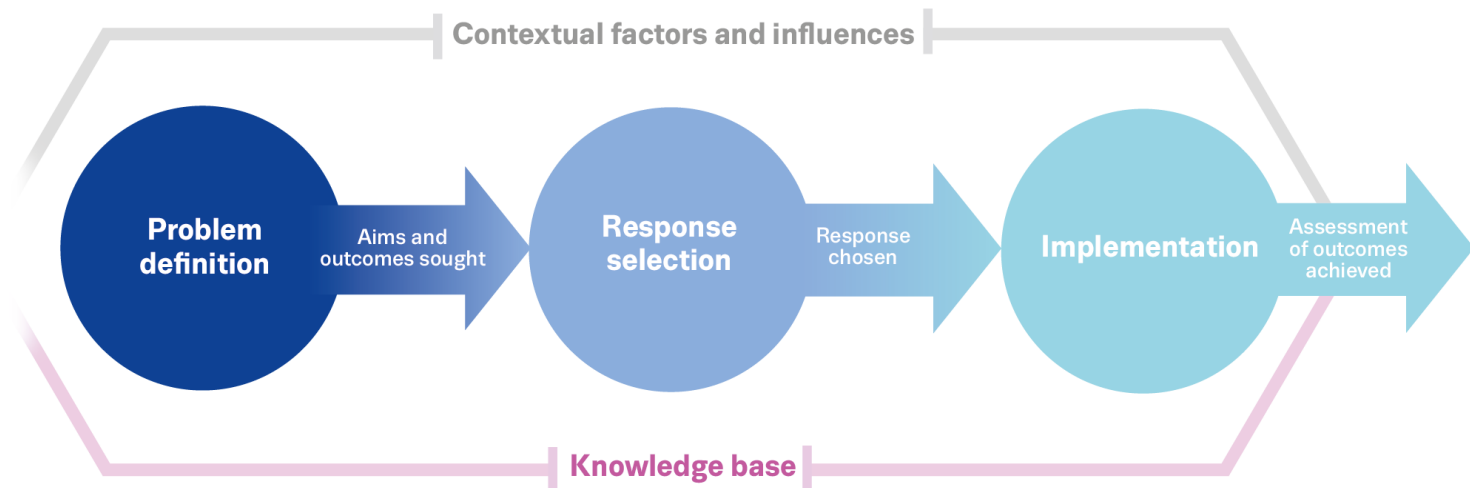 Contextual factors and influences
Problem
definition
Aims and
outcomes sought
Response
selection
Response
chosen
Implementation
Assessment
of outcomes
achieved
Knowledge base